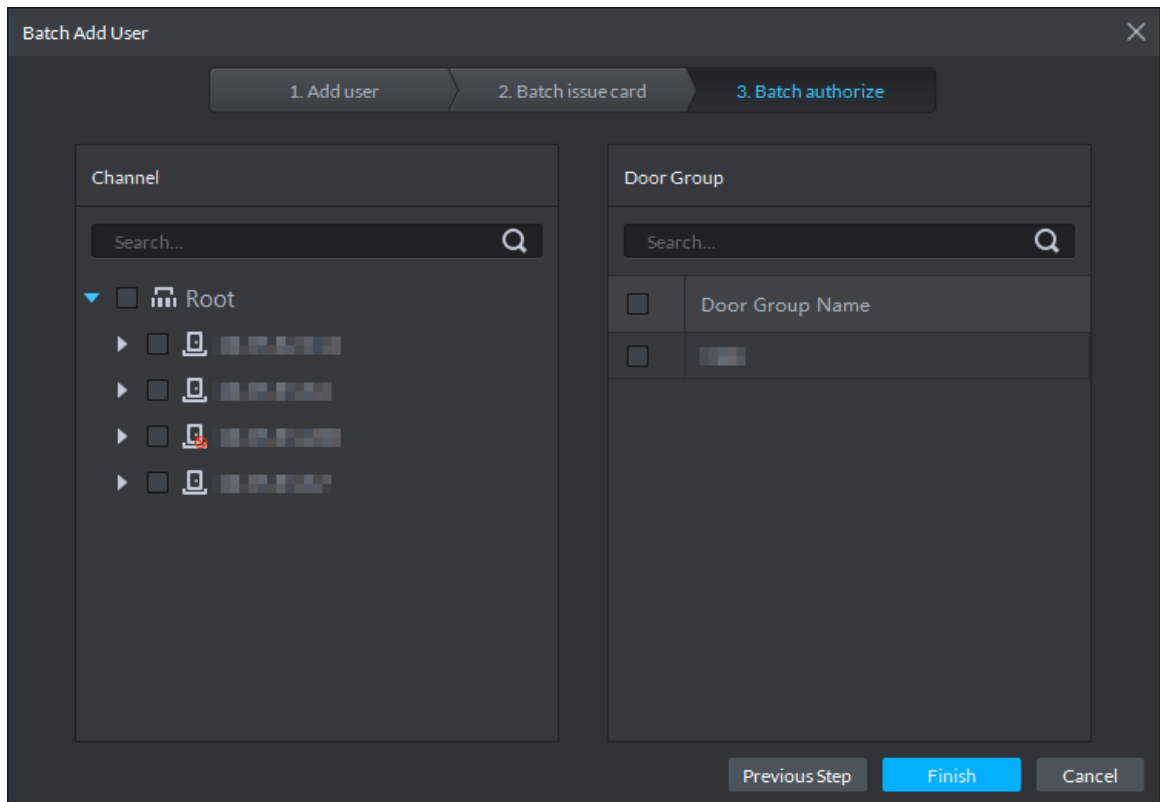 Batch Add User
1. Add user 2. Batch issue card 3. Batch authorize
Channel
Search...
Root
Door Group
Search...
Door Group Name
Previous Step Finish Cancel